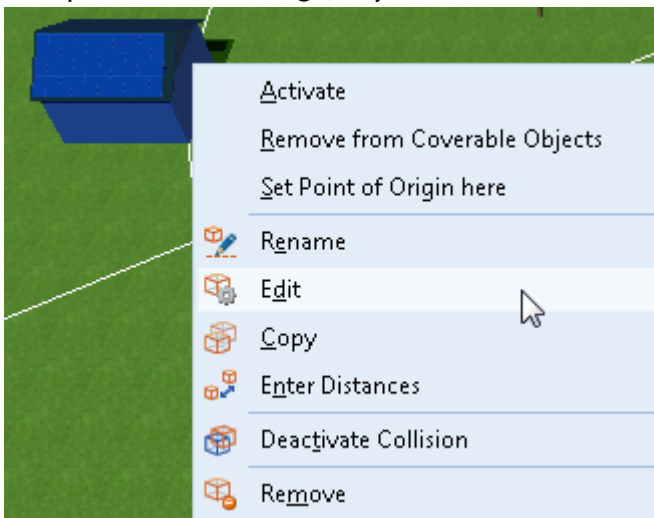 Activate
Remove from Coverable Objects
Set Point of Origin here
Rename
Edit
Copy
Enter Distances
Deactivate Collision
Remove